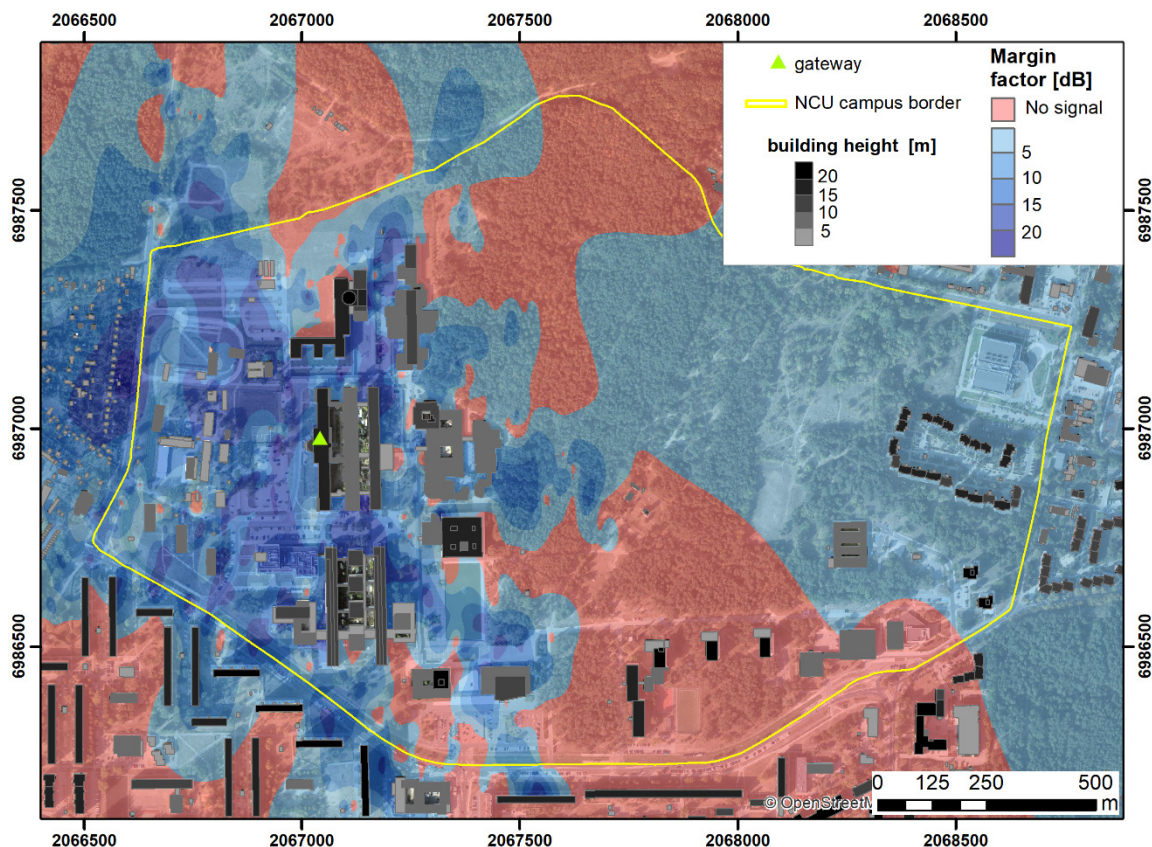 2066500 2067000 2067500 2068000 2068500
gateway
NCU campus border
building height [m]
20
15
10
5
Margin
factor [dB]
No signal
5
10
15
20
6987500 6987500
6987000 6987000
6986500 6986500
0 125 250 500
m
© OpenStreetM
2066500 2067000 2067500 2068000 2068500